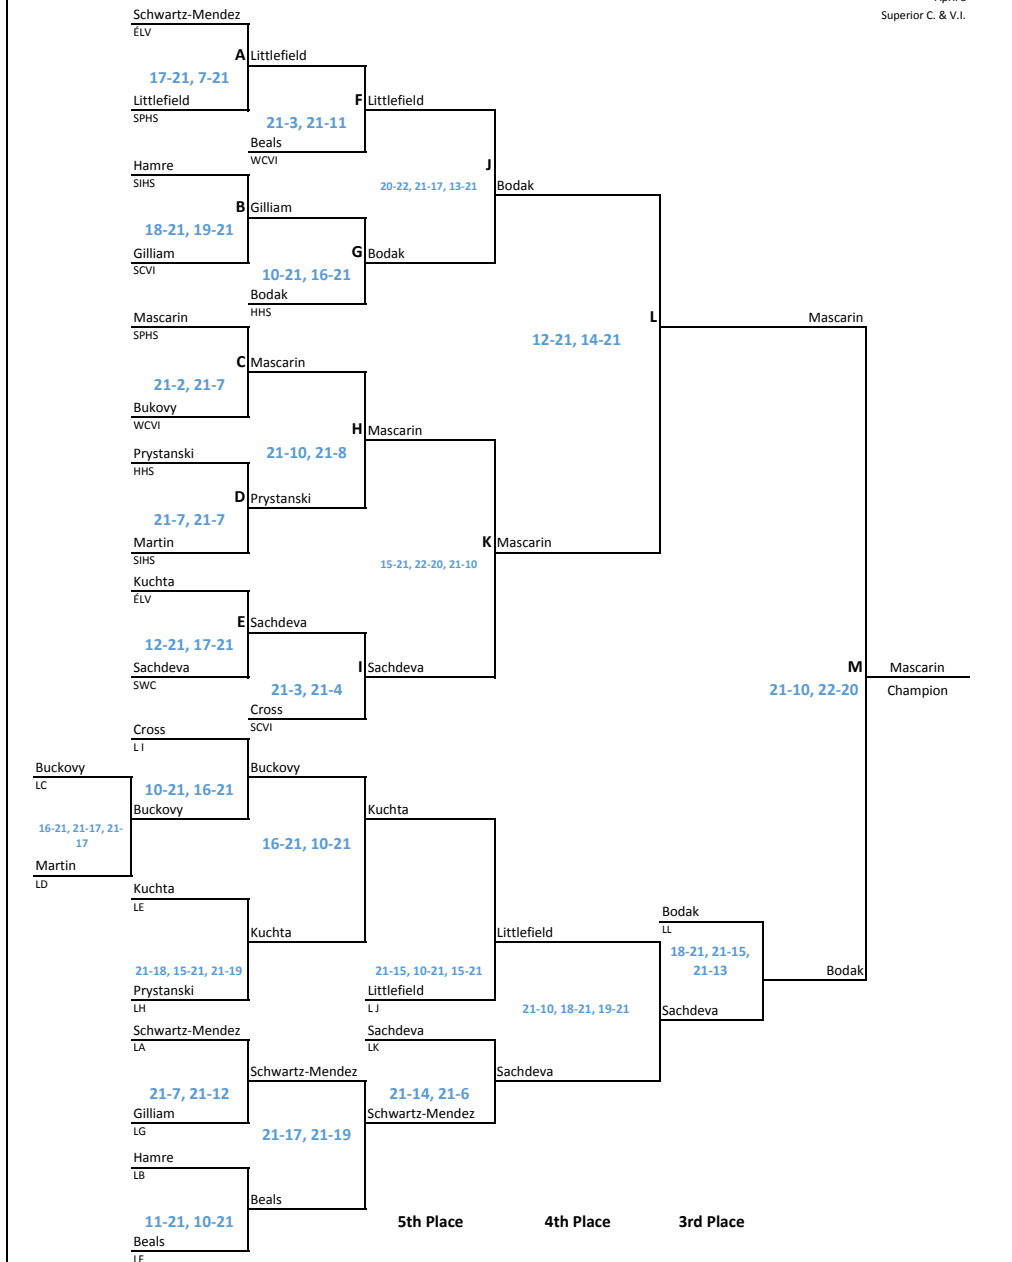 Superior C. & V.I.
Schwartz-Mendez
ÉLV
A Littlefield
17-21, 7-21
Littlefield
SPHS
F Littlefield
21-3, 21-11
Beals
WCVI
Hamre
SIHS
J
20-22, 21-17, 13-21
Bodak
B Gilliam
18-21, 19-21
Gilliam
SCVI
G Bodak
10-21, 16-21
Bodak
HHS
Mascarin
SPHS
L
Mascarin
12-21, 14-21
C Mascarin
21-2, 21-7
Bukovy
WCVI
H Mascarin
21-10, 21-8
Prystanski
HHS
D Prystanski
21-7, 21-7
Martin
SIHS
K Mascarin
15-21, 22-20, 21-10
Kuchta
ÉLV
E Sachdeva
12-21, 17-21
Sachdeva
SWC
I Sachdeva
21-3, 21-4
Cross
SCVI
M Mascarin
21-10, 22-20
Champion
Cross
L I
Buckovy
LC
Buckovy
10-21, 16-21
Buckovy
Kuchta
16-21, 21-17, 21-
17
16-21, 10-21
Martin
LD
Kuchta
LE
Kuchta
Littlefield
Bodak
LL
18-21, 21-15,
21-13
Bodak
21-18, 15-21, 21-19
21-15, 10-21, 15-21
Prystanski
LH
Littlefield
L J
21-10, 18-21, 19-21
Sachdeva
Schwartz-Mendez
LA
Sachdeva
LK
Schwartz-Mendez
Sachdeva
21-7, 21-12
21-14, 21-6
Gilliam
LG
Schwartz-Mendez
21-17, 21-19
Hamre
LB
Beals
11-21, 10-21
5th Place
4th Place
3rd Place
Beals